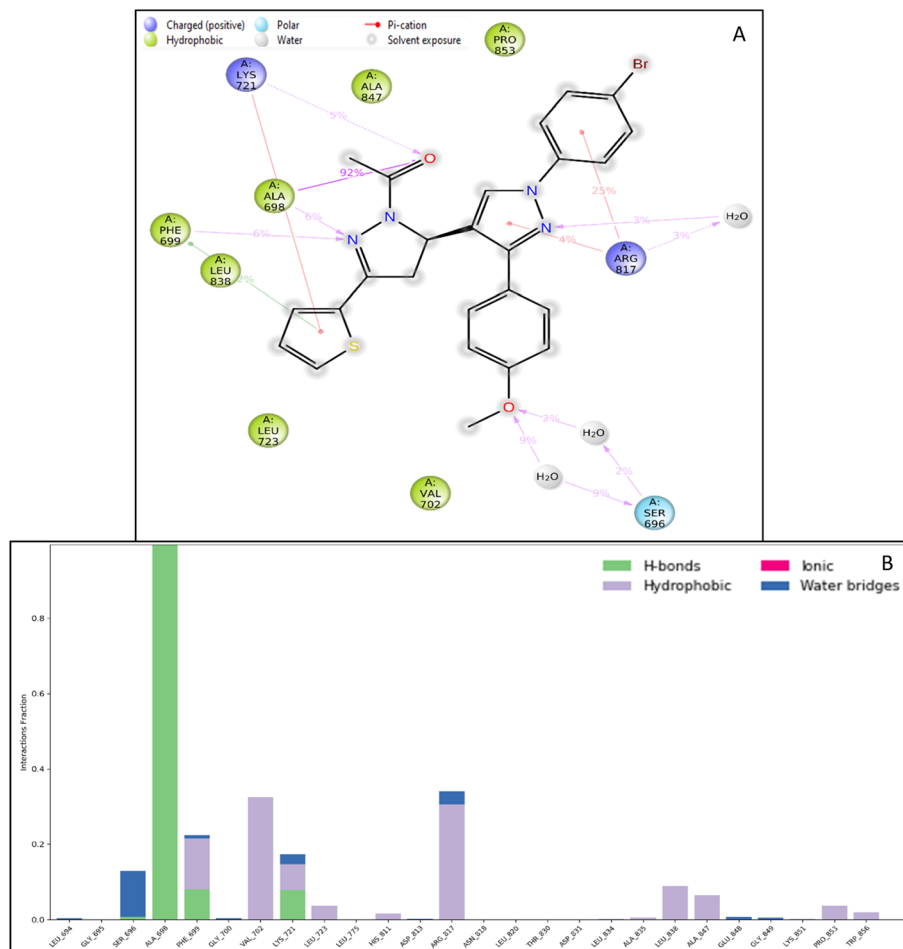 Charged (positive) Polar Pi-cation
Hydrophobic Water Solvent exposure
A
A:
PRO
853
A:
LYS
721
A:
ALA
847
Br
5%
O
92%
25%
A:
ALA
698
6%
N
N
N
N
3%
H₂O
A:
PHE
699
6%
4%
3%
A:
ARG
817
A:
LEU
838
2%
S
O
2%
H₂O
A:
LEU
723
9%
H₂O
2%
A:
VAL
702
9%
A:
SER
696
B
H-bonds Ionic
Hydrophobic Water bridges
Interactions Fraction
0.8
0.6
0.4
0.2
0.0
LEU_694
GLY_695
SER_696
ALA_698
PHE_699
GLY_700
VAL_702
LYS_721
LEU_723
LEU_775
HIS_811
ASP_813
ARG_817
ASN_818
LEU_820
THR_830
ASP_831
LEU_834
ALA_835
LEU_838
ALA_847
GLU_848
GLY_849
LYS_851
PRO_853
TRP_856